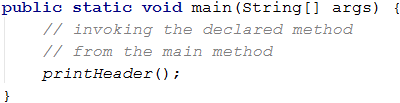 public static void main(String[] args) {
    // invoking the declared method
    // from the main method
    printHeader();
}